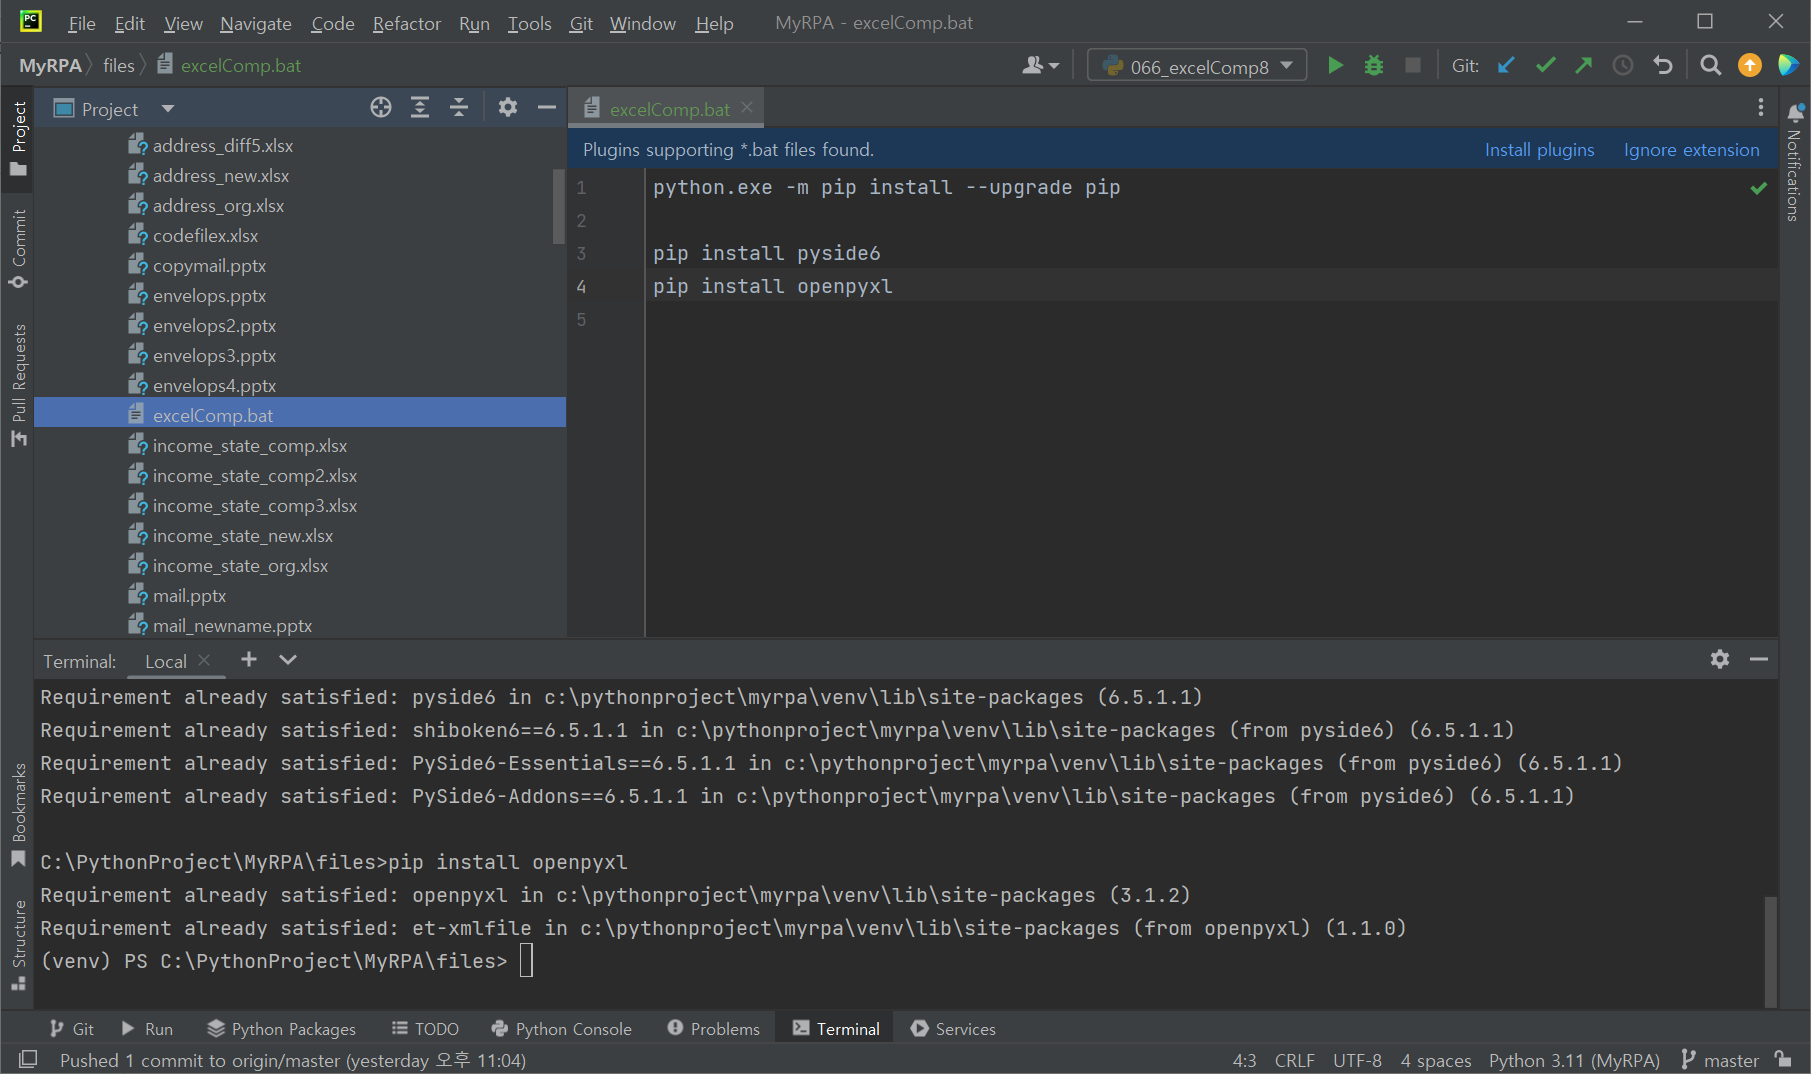 PC
File Edit View Navigate Code Refactor Run Tools Git Window Help MyRPA - excelComp.bat
MyRPA files excelComp.bat
066_excelComp8
Git:
Project
excelComp.bat
Plugins supporting *.bat files found. Install plugins Ignore extension
address_diff5.xlsx
address_new.xlsx
address_org.xlsx
codefilex.xlsx
copymail.pptx
envelops.pptx
envelops2.pptx
envelops3.pptx
envelops4.pptx
excelComp.bat
income_state_comp.xlsx
income_state_comp2.xlsx
income_state_comp3.xlsx
income_state_new.xlsx
income_state_org.xlsx
mail.pptx
mail_newname.pptx
1 python.exe -m pip install --upgrade pip
2
3 pip install pyside6
4 pip install openpyxl
5
Project
Commit
Pull Requests
Bookmarks
Structure
Notifications
Terminal: Local
Requirement already satisfied: pyside6 in c:\pythonproject\myrpa\venv\lib\site-packages (6.5.1.1)
Requirement already satisfied: shiboken6==6.5.1.1 in c:\pythonproject\myrpa\venv\lib\site-packages (from pyside6) (6.5.1.1)
Requirement already satisfied: PySide6-Essentials==6.5.1.1 in c:\pythonproject\myrpa\venv\lib\site-packages (from pyside6) (6.5.1.1)
Requirement already satisfied: PySide6-Addons==6.5.1.1 in c:\pythonproject\myrpa\venv\lib\site-packages (from pyside6) (6.5.1.1)
C:\PythonProject\MyRPA\files>pip install openpyxl
Requirement already satisfied: openpyxl in c:\pythonproject\myrpa\venv\lib\site-packages (3.1.2)
Requirement already satisfied: et-xmlfile in c:\pythonproject\myrpa\venv\lib\site-packages (from openpyxl) (1.1.0)
(venv) PS C:\PythonProject\MyRPA\files>
Git Run Python Packages TODO Python Console Problems Terminal Services
Pushed 1 commit to origin/master (yesterday 오후 11:04) 4:3 CRLF UTF-8 4 spaces Python 3.11 (MyRPA) master